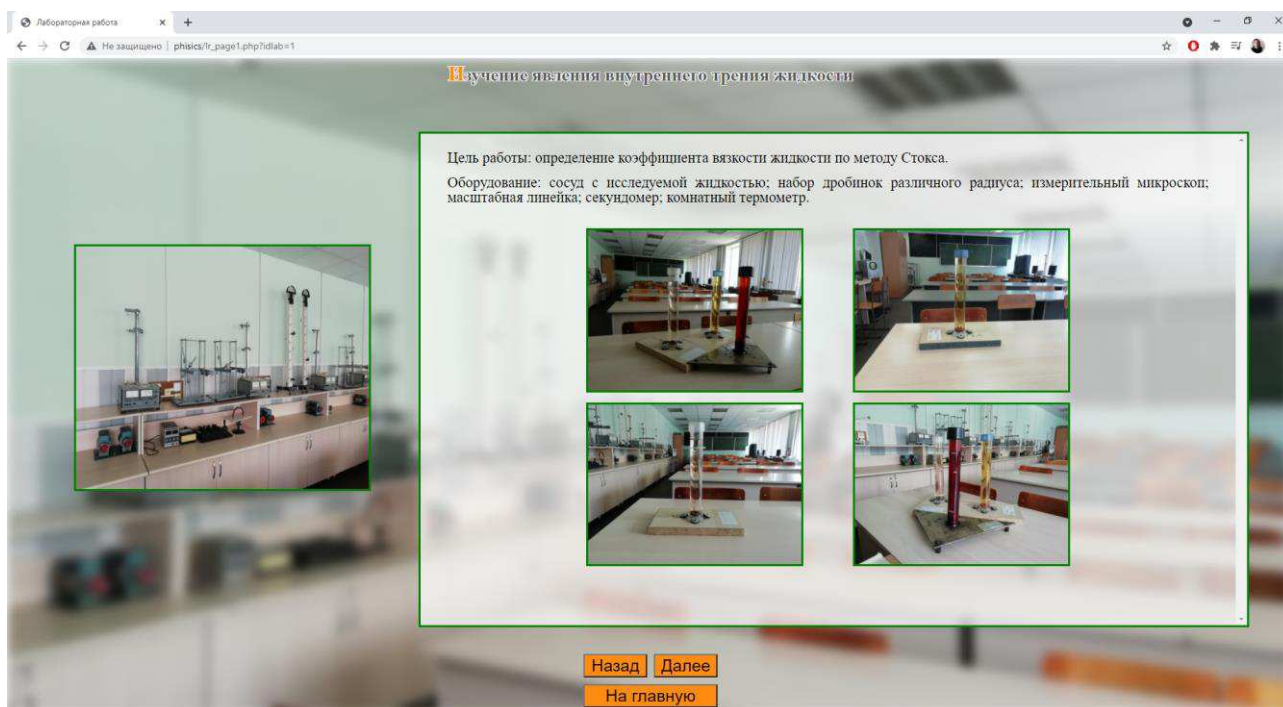 Лабораторная работа
Не защищено | phisics/lr_page1.php?idlab=1
Изучение явления внутреннего трения жидкости
Цель работы: определение коэффициента вязкости жидкости по методу Стокса.
Оборудование: сосуд с исследуемой жидкостью; набор дробинок различного радиуса; измерительный микроскоп;
масштабная линейка; секундомер; комнатный термометр.
Назад Далее
На главную